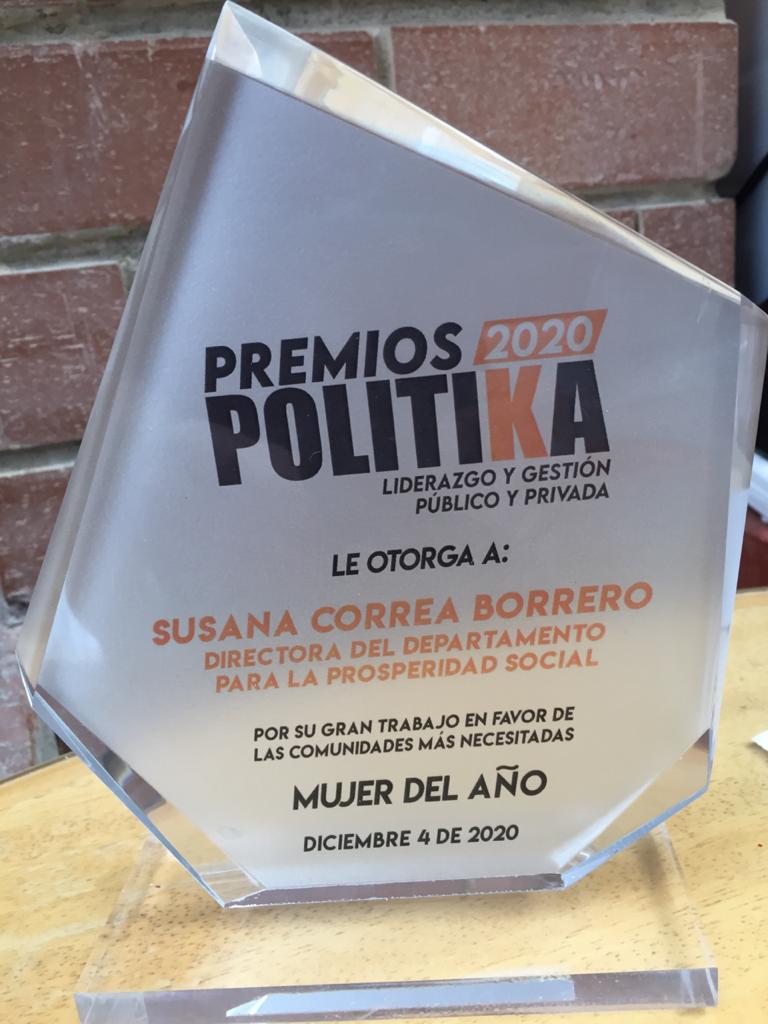 PREMIOS 2020
POLITIKA
LIDERAZGO Y GESTIÓN
PÚBLICO Y PRIVADA
LE OTORGA A:
SUSANA CORREA BORRERO
DIRECTORA DEL DEPARTAMENTO
PARA LA PROSPERIDAD SOCIAL
POR SU GRAN TRABAJO EN FAVOR DE
LAS COMUNIDADES MÁS NECESITADAS
MUJER DEL AÑO
DICIEMBRE 4 DE 2020